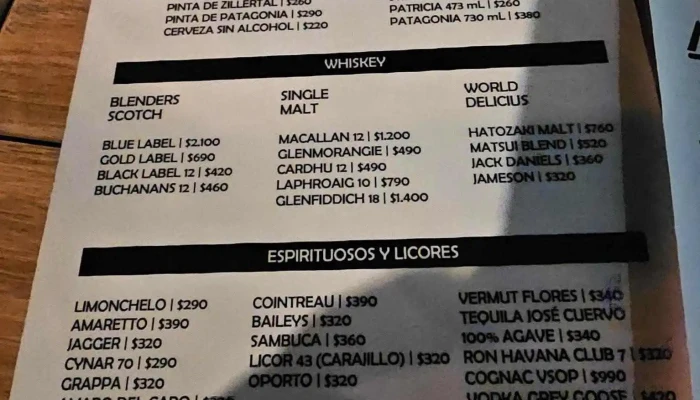 PINTA DE ZILLERTAL | $260
PINTA DE PATAGONIA | $290
CERVEZA SIN ALCOHOL | $220
PATRICIA 473 mL | $260
PATAGONIA 730 mL | $380
WHISKEY
BLENDERS
SCOTCH
BLUE LABEL | $2.100
GOLD LABEL | $690
BLACK LABEL 12 | $420
BUCHANANS 12 | $460
SINGLE
MALT
MACALLAN 12 | $1.200
GLENMORANGIE | $490
CARDHU 12 | $490
LAPHROAIG 10 | $790
GLENFIDDICH 18 | $1.400
WORLD
DELICIUS
HATOZAKI MALT | $760
MATSUI BLEND | $520
JACK DANIELS | $360
JAMESON | $320
ESPIRITUOSOS Y LICORES
LIMONCHELO | $290
AMARETTO | $390
JAGGER | $320
CYNAR 70 | $290
GRAPPA | $320
COINTREAU | $390
BAILEYS | $320
SAMBUCA | $360
LICOR 43 (CARAJILLO) | $320
OPORTO | $320
VERMUT FLORES | $340
TEQUILA JOSÉ CUERVO
100% AGAVE | $340
RON HAVANA CLUB 7 | $320
COGNAC VSOP | $990
VODKA GREY GOOSE | $420